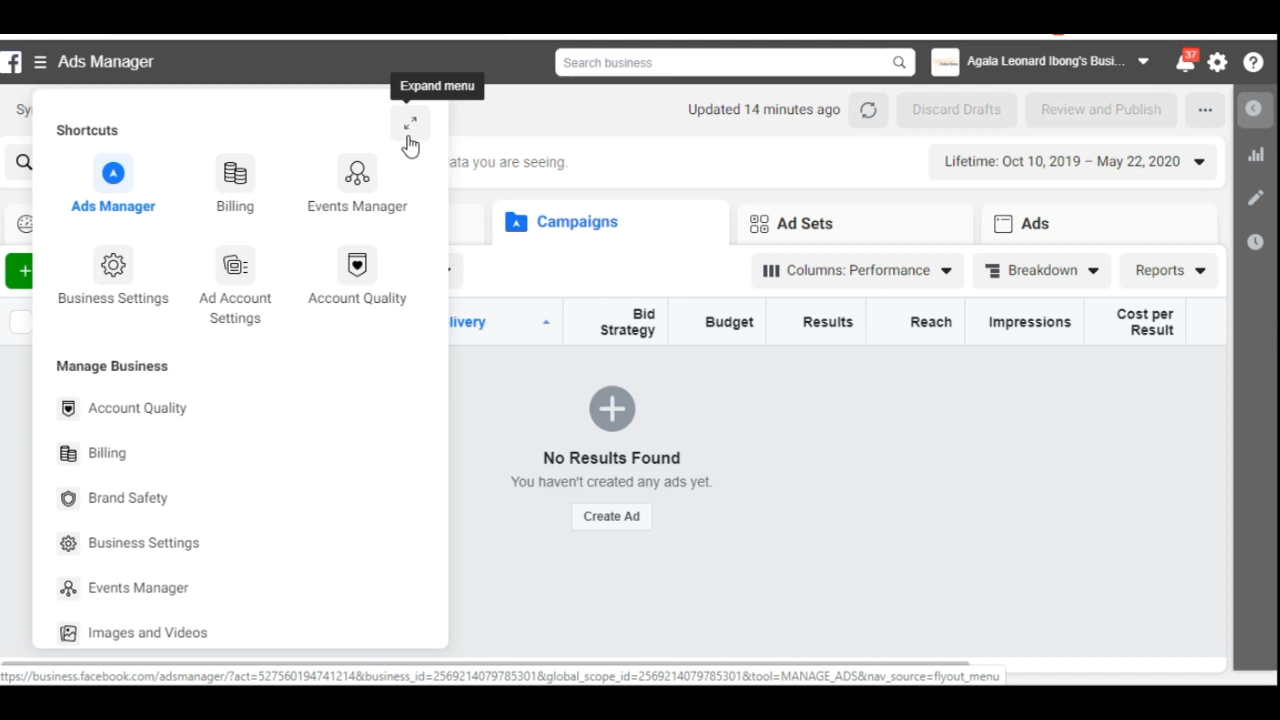 Ads Manager
Search business
Agala Leonard Ibong's Busi...
37
Expand menu
Updated 14 minutes ago
Discard Drafts
Review and Publish
Shortcuts
Ads Manager
Billing
Events Manager
Business Settings
Ad Account Settings
Account Quality
Manage Business
Account Quality
Billing
Brand Safety
Business Settings
Events Manager
Images and Videos
ata you are seeing.
Lifetime: Oct 10, 2019 – May 22, 2020
Campaigns
Ad Sets
Ads
Columns: Performance
Breakdown
Reports
livery
Bid Strategy
Budget
Results
Reach
Impressions
Cost per Result
No Results Found
You haven't created any ads yet.
Create Ad
ttps://business.facebook.com/adsmanager/?act=527560194741214&business_id=2569214079785301&global_scope_id=2569214079785301&tool=MANAGE_ADS&nav_source=flyout_menu